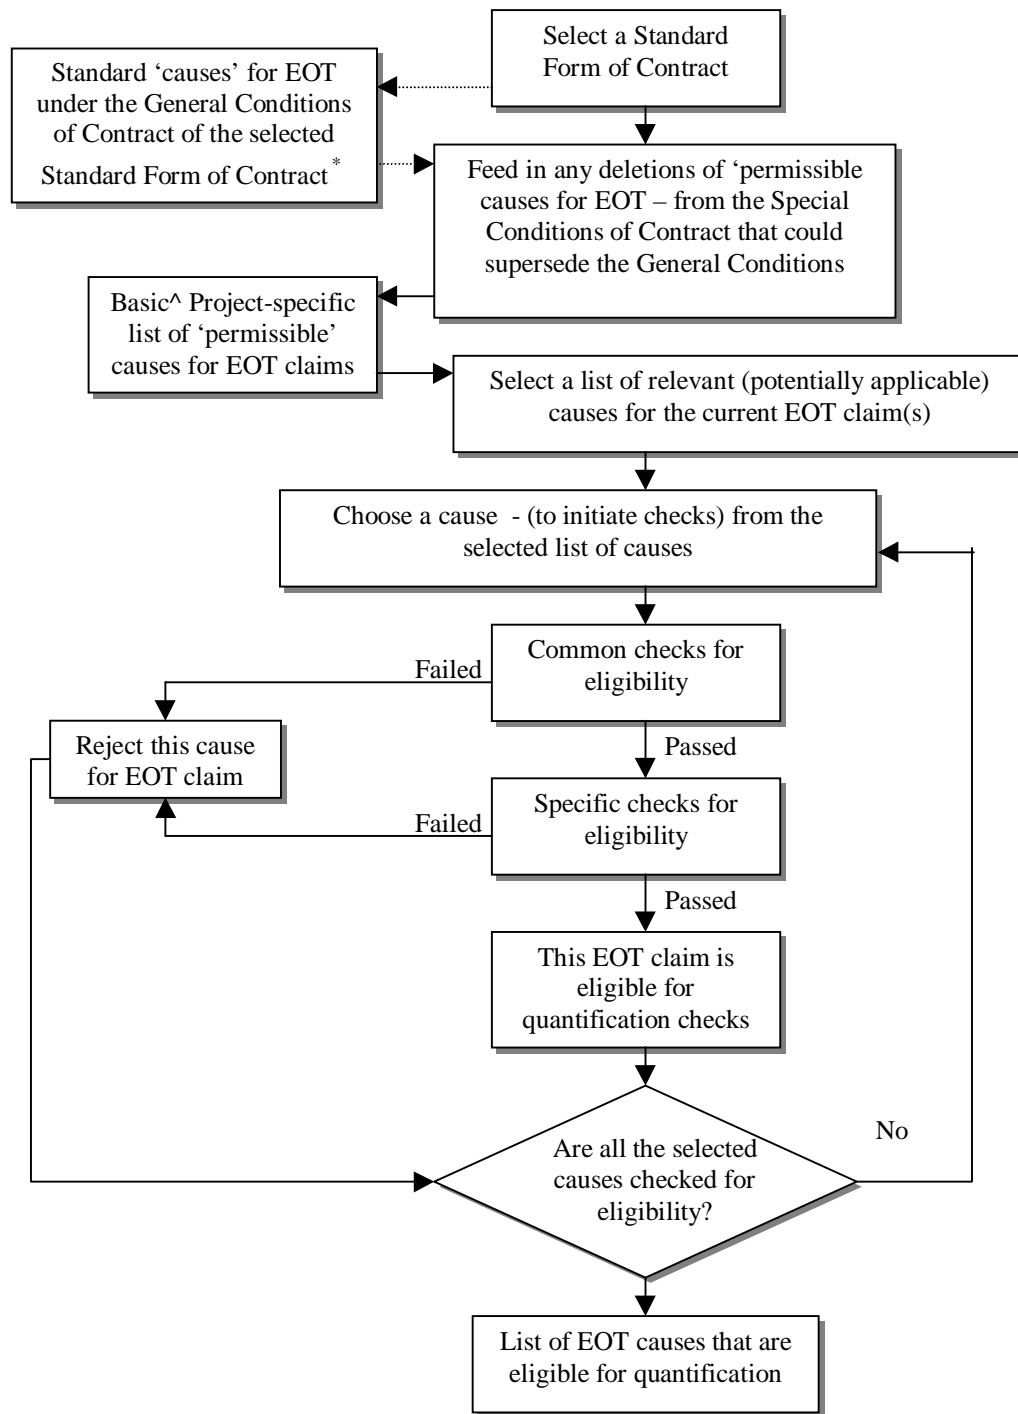 Select a Standard
Form of Contract
Standard ‘causes’ for EOT
under the General Conditions
of Contract of the selected
Standard Form of Contract*
Feed in any deletions of ‘permissible
causes for EOT – from the Special
Conditions of Contract that could
supersede the General Conditions
Basic^ Project-specific
list of ‘permissible’
causes for EOT claims
Select a list of relevant (potentially applicable)
causes for the current EOT claim(s)
Choose a cause - (to initiate checks) from the
selected list of causes
Common checks for
eligibility
Failed
Passed
Reject this cause
for EOT claim
Specific checks for
eligibility
Failed
Passed
This EOT claim is
eligible for
quantification checks
Are all the selected
causes checked for
eligibility?
No
List of EOT causes that are
eligible for quantification